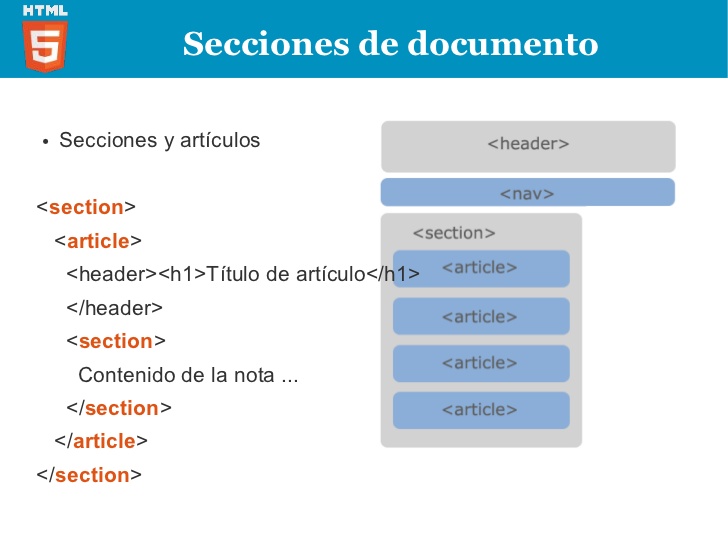 HTML
5
Secciones de documento
• Secciones y artículos
<section>
<article>
<header><h1>Título de artículo</h1>
</header>
<section>
Contenido de la nota ...
</section>
</article>
</section>
<header>
<nav>
<section>
<article>
<article>
<article>
<article>